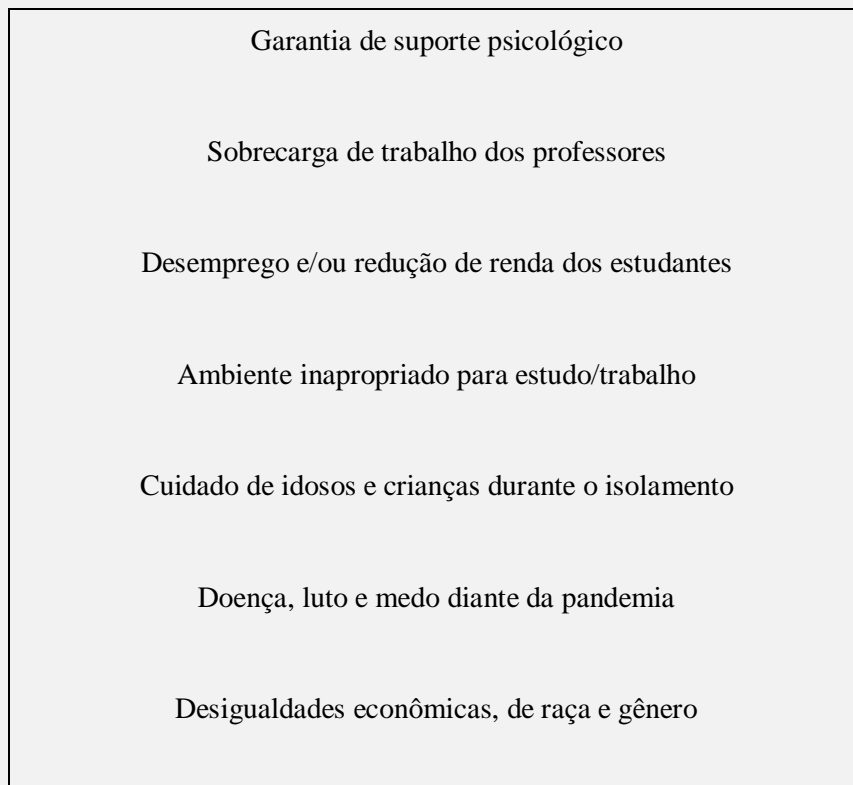 Garantia de suporte psicológico
Sobrecarga de trabalho dos professores
Desemprego e/ou redução de renda dos estudantes
Ambiente inapropriado para estudo/trabalho
Cuidado de idosos e crianças durante o isolamento
Doença, luto e medo diante da pandemia
Desigualdades econômicas, de raça e gênero